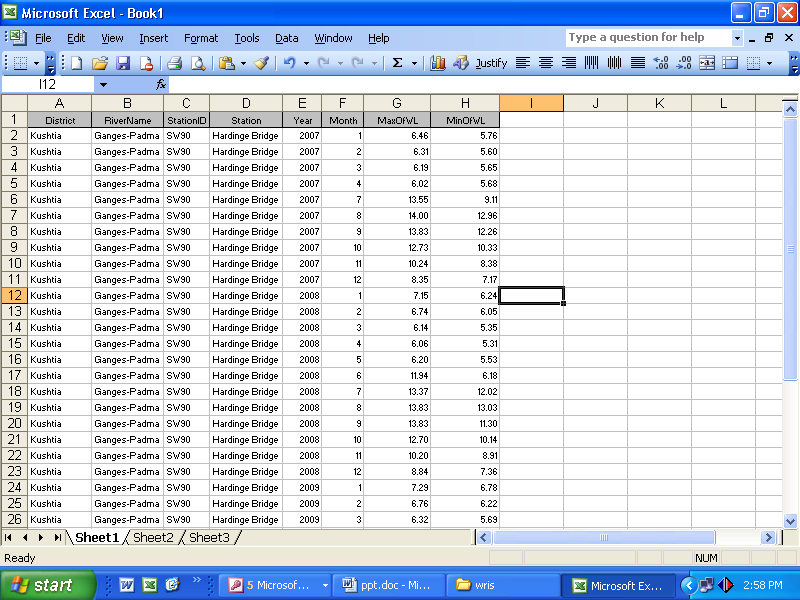 Microsoft Excel - Book1
File Edit View Insert Format Tools Data Window Help Type a question for help
Σ Justify
I12 fx
A B C D E F G H I J K L
1 District RiverName StationID Station Year Month MaxOfWL MinOfWL
2 Kushtia Ganges-Padma SW90 Hardinge Bridge 2007 1 6.46 5.76
3 Kushtia Ganges-Padma SW90 Hardinge Bridge 2007 2 6.31 5.60
4 Kushtia Ganges-Padma SW90 Hardinge Bridge 2007 3 6.19 5.65
5 Kushtia Ganges-Padma SW90 Hardinge Bridge 2007 4 6.02 5.68
6 Kushtia Ganges-Padma SW90 Hardinge Bridge 2007 7 13.55 9.11
7 Kushtia Ganges-Padma SW90 Hardinge Bridge 2007 8 14.00 12.96
8 Kushtia Ganges-Padma SW90 Hardinge Bridge 2007 9 13.83 12.26
9 Kushtia Ganges-Padma SW90 Hardinge Bridge 2007 10 12.73 10.33
10 Kushtia Ganges-Padma SW90 Hardinge Bridge 2007 11 10.24 8.38
11 Kushtia Ganges-Padma SW90 Hardinge Bridge 2007 12 8.35 7.17
12 Kushtia Ganges-Padma SW90 Hardinge Bridge 2008 1 7.15 6.24
13 Kushtia Ganges-Padma SW90 Hardinge Bridge 2008 2 6.74 6.05
14 Kushtia Ganges-Padma SW90 Hardinge Bridge 2008 3 6.14 5.35
15 Kushtia Ganges-Padma SW90 Hardinge Bridge 2008 4 6.06 5.31
16 Kushtia Ganges-Padma SW90 Hardinge Bridge 2008 5 6.20 5.53
17 Kushtia Ganges-Padma SW90 Hardinge Bridge 2008 6 11.94 6.18
18 Kushtia Ganges-Padma SW90 Hardinge Bridge 2008 7 13.37 12.02
19 Kushtia Ganges-Padma SW90 Hardinge Bridge 2008 8 13.83 13.03
20 Kushtia Ganges-Padma SW90 Hardinge Bridge 2008 9 13.83 11.30
21 Kushtia Ganges-Padma SW90 Hardinge Bridge 2008 10 12.70 10.14
22 Kushtia Ganges-Padma SW90 Hardinge Bridge 2008 11 10.20 8.91
23 Kushtia Ganges-Padma SW90 Hardinge Bridge 2008 12 8.84 7.36
24 Kushtia Ganges-Padma SW90 Hardinge Bridge 2009 1 7.29 6.78
25 Kushtia Ganges-Padma SW90 Hardinge Bridge 2009 2 6.76 6.22
26 Kushtia Ganges-Padma SW90 Hardinge Bridge 2009 3 6.32 5.69
Sheet1 Sheet2 Sheet3
Ready NUM
start 5 Microsof... ppt.doc - Mi... wris Microsoft Ex... 2:58 PM